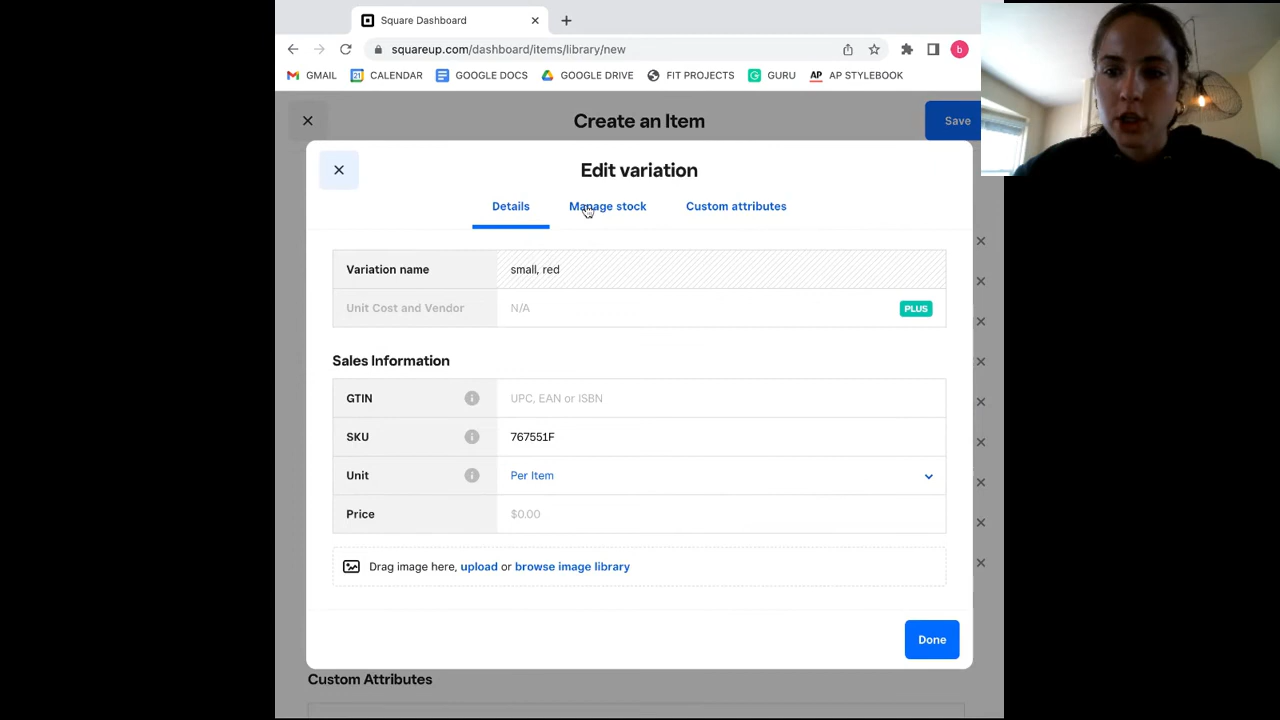 Square Dashboard
squareup.com/dashboard/items/library/new
b
GMAIL CALENDAR GOOGLE DOCS GOOGLE DRIVE FIT PROJECTS GURU AP AP STYLEBOOK
Create an Item
Save
Edit variation
Details Manage stock Custom attributes
Variation name small, red
Unit Cost and Vendor N/A PLUS
Sales Information
GTIN UPC, EAN or ISBN
SKU 767551F
Unit Per Item
Price $0.00
Drag image here, upload or browse image library
Done
Custom Attributes